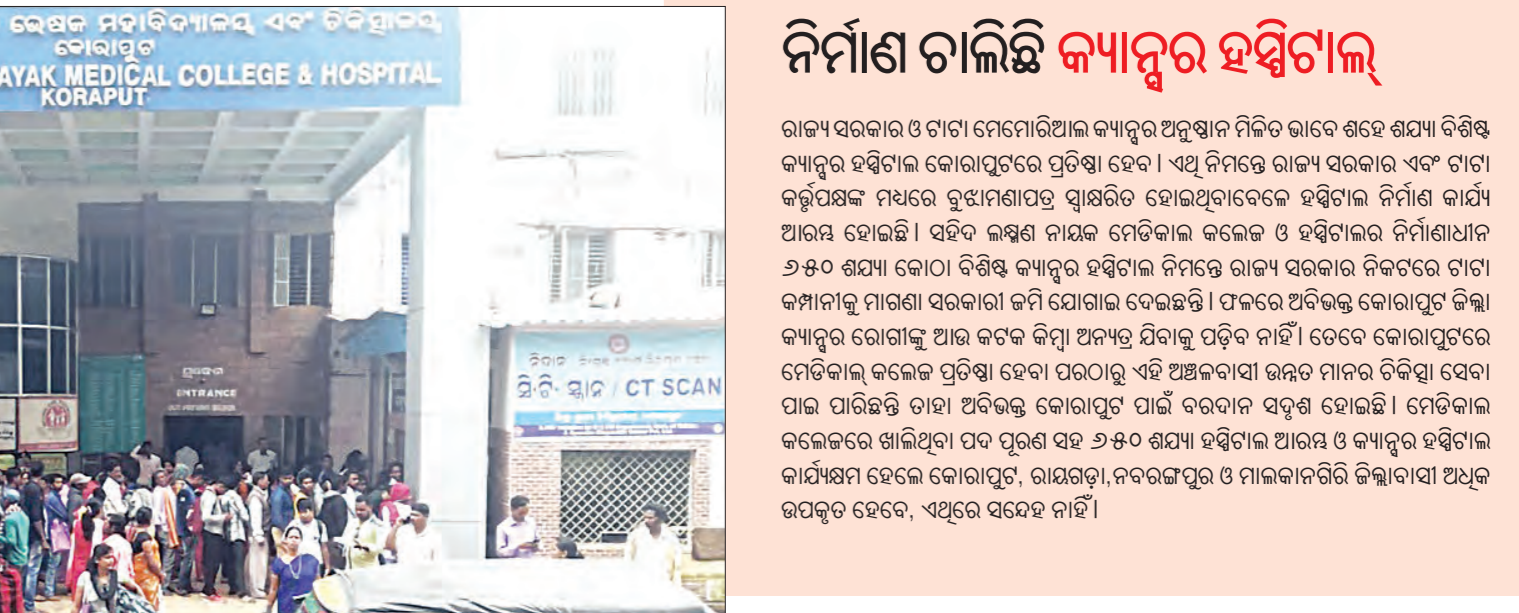 ଭେଷଜ ମହାବିଦ୍ୟାଳୟ ଏବଂ ଚିକିତ୍ସାଳୟ
କୋରାପୁଟ
AYAK MEDICAL COLLEGE & HOSPITAL
KORAPUT
ENTRANCE
ସି.ଟି. ସ୍କାନ / CT SCAN
ନିର୍ମାଣ ଚାଲିଛି କ୍ୟାନ୍ସର ହସ୍ପିଟାଲ୍
ରାଜ୍ୟ ସରକାର ଓ ଟାଟା ମେମୋରିଆଲ କ୍ୟାନ୍ସର ଅନୁଷ୍ଠାନ ମିଳିତ ଭାବେ ଶହେ ଶଯ୍ୟା ବିଶିଷ୍ଟ
କ୍ୟାନ୍ସର ହସ୍ପିଟାଲ କୋରାପୁଟରେ ପ୍ରତିଷ୍ଠା ହେବ। ଏଥି ନିମନ୍ତେ ରାଜ୍ୟ ସରକାର ଏବଂ ଟାଟା
କର୍ତ୍ତୃପକ୍ଷଙ୍କ ମଧ୍ୟରେ ବୁଝାମଣାପତ୍ର ସ୍ୱାକ୍ଷରିତ ହୋଇଥିବାବେଳେ ହସ୍ପିଟାଲ ନିର୍ମାଣ କାର୍ଯ୍ୟ
ଆରମ୍ଭ ହୋଇଛି। ସହିଦ ଲକ୍ଷ୍ମଣ ନାୟକ ମେଡିକାଲ କଲେଜ ଓ ହସ୍ପିଟାଲର ନିର୍ମାଣାଧୀନ
୬୫୦ ଶଯ୍ୟା କୋଠା ବିଶିଷ୍ଟ କ୍ୟାନ୍ସର ହସ୍ପିଟାଲ ନିମନ୍ତେ ରାଜ୍ୟ ସରକାର ନିକଟରେ ଟାଟା
କମ୍ପାନୀକୁ ମାଗଣା ସରକାରୀ ଜମି ଯୋଗାଇ ଦେଇଛନ୍ତି। ଫଳରେ ଅବିଭକ୍ତ କୋରାପୁଟ ଜିଲ୍ଲା
କ୍ୟାନ୍ସର ରୋଗୀଙ୍କୁ ଆଉ କଟକ କିମ୍ବା ଅନ୍ୟତ୍ର ଯିବାକୁ ପଡ଼ିବ ନାହିଁ। ତେବେ କୋରାପୁଟରେ
ମେଡିକାଲ୍ କଲେଜ ପ୍ରତିଷ୍ଠା ହେବା ପରଠାରୁ ଏହି ଅଞ୍ଚଳବାସୀ ଉନ୍ନତ ମାନର ଚିକିତ୍ସା ସେବା
ପାଇ ପାରିଛନ୍ତି ତାହା ଅବିଭକ୍ତ କୋରାପୁଟ ପାଇଁ ବରଦାନ ସଦୃଶ ହୋଇଛି। ମେଡିକାଲ
କଲେଜରେ ଖାଲିଥିବା ପଦ ପୂରଣ ସହ ୬୫୦ ଶଯ୍ୟା ହସ୍ପିଟାଲ ଆରମ୍ଭ ଓ କ୍ୟାନ୍ସର ହସ୍ପିଟାଲ
କାର୍ଯ୍ୟକ୍ଷମ ହେଲେ କୋରାପୁଟ, ରାୟଗଡ଼ା,ନବରଙ୍ଗପୁର ଓ ମାଲକାନଗିରି ଜିଲ୍ଲାବାସୀ ଅଧିକ
ଉପକୃତ ହେବେ, ଏଥିରେ ସନ୍ଦେହ ନାହିଁ।